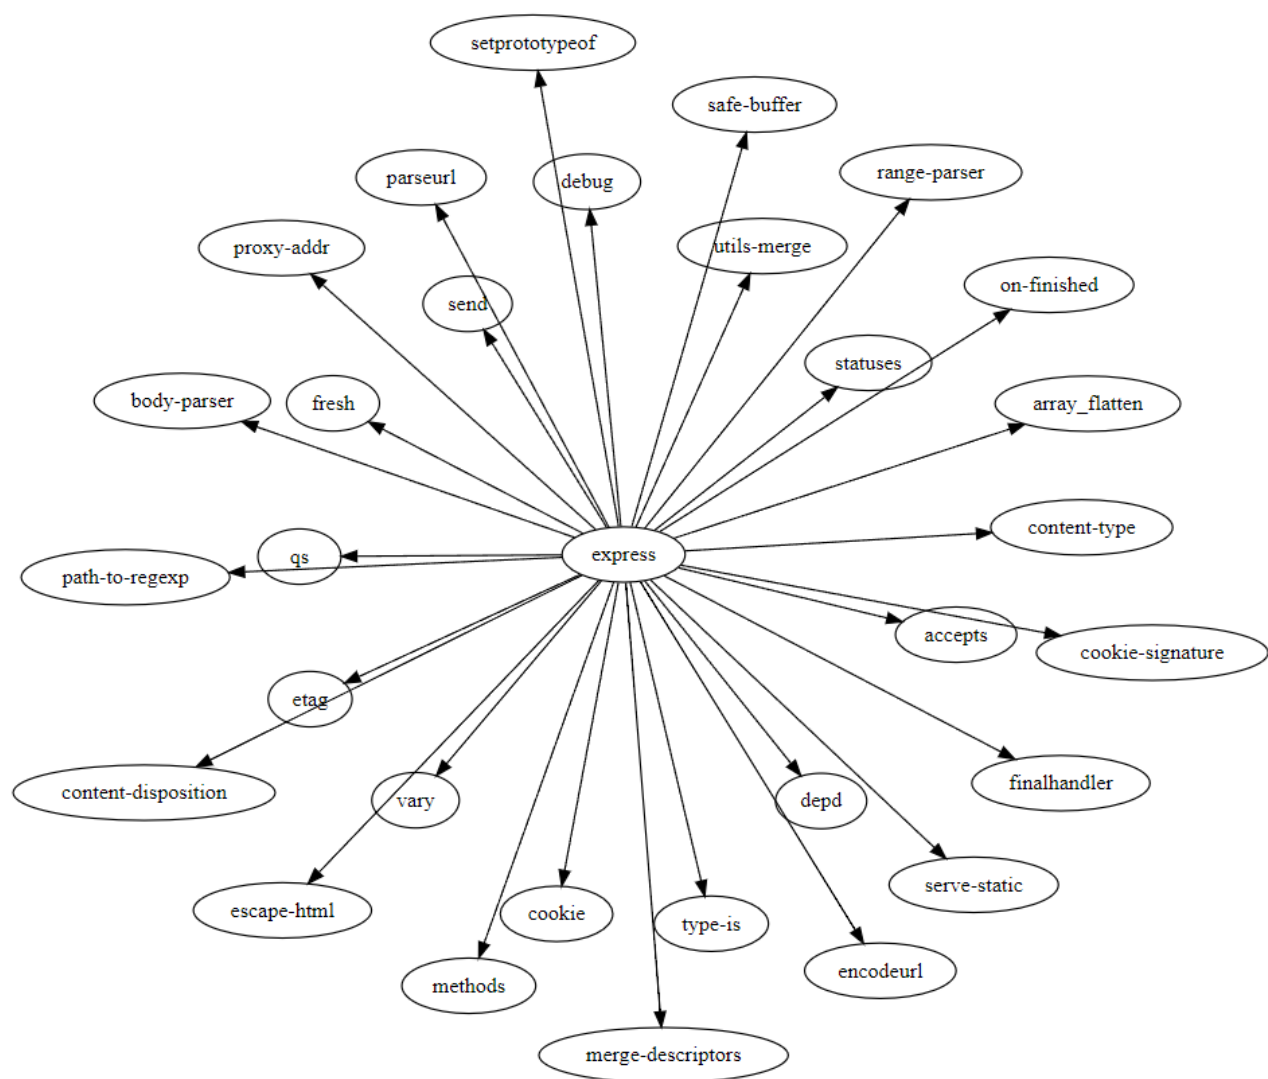 setprototypeof
safe-buffer
range-parser
parseurl
debug
proxy-addr
utils-merge
on-finished
send
statuses
body-parser
fresh
array_flatten
content-type
express
qs
path-to-regexp
accepts
cookie-signature
etag
finalhandler
content-disposition
vary
depd
serve-static
escape-html
cookie
type-is
encodeurl
methods
merge-descriptors